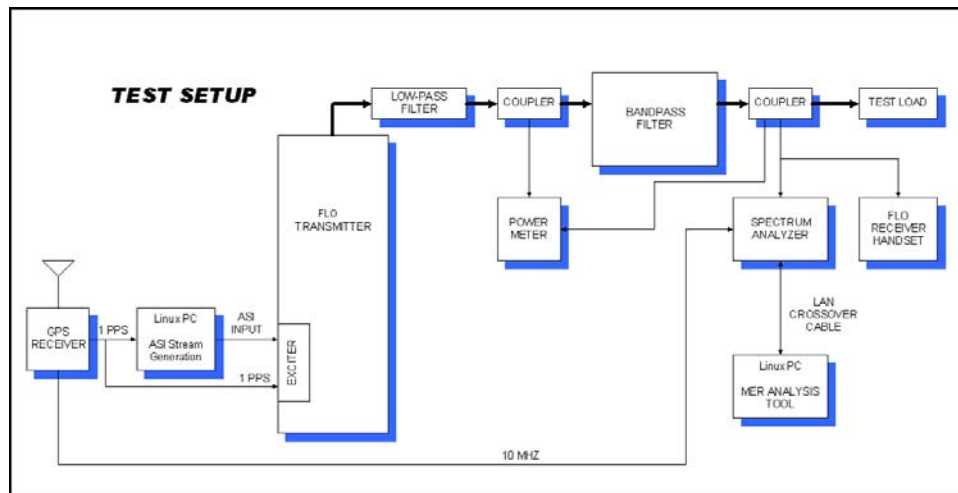 TEST SETUP
LOW-PASS
FILTER
COUPLER
BANDPASS
FILTER
COUPLER
TEST LOAD
FLO
TRANSMITTER
POWER
METER
SPECTRUM
ANALYZER
FLO
RECEIVER
HANDSET
GPS
RECEIVER
1 PPS
Linux PC
ASI Stream
Generation
ASI
INPUT
1 PPS
EXCITER
LAN
CROSSOVER
CABLE
Linux PC
MER ANALYSIS
TOOL
10 MHZ